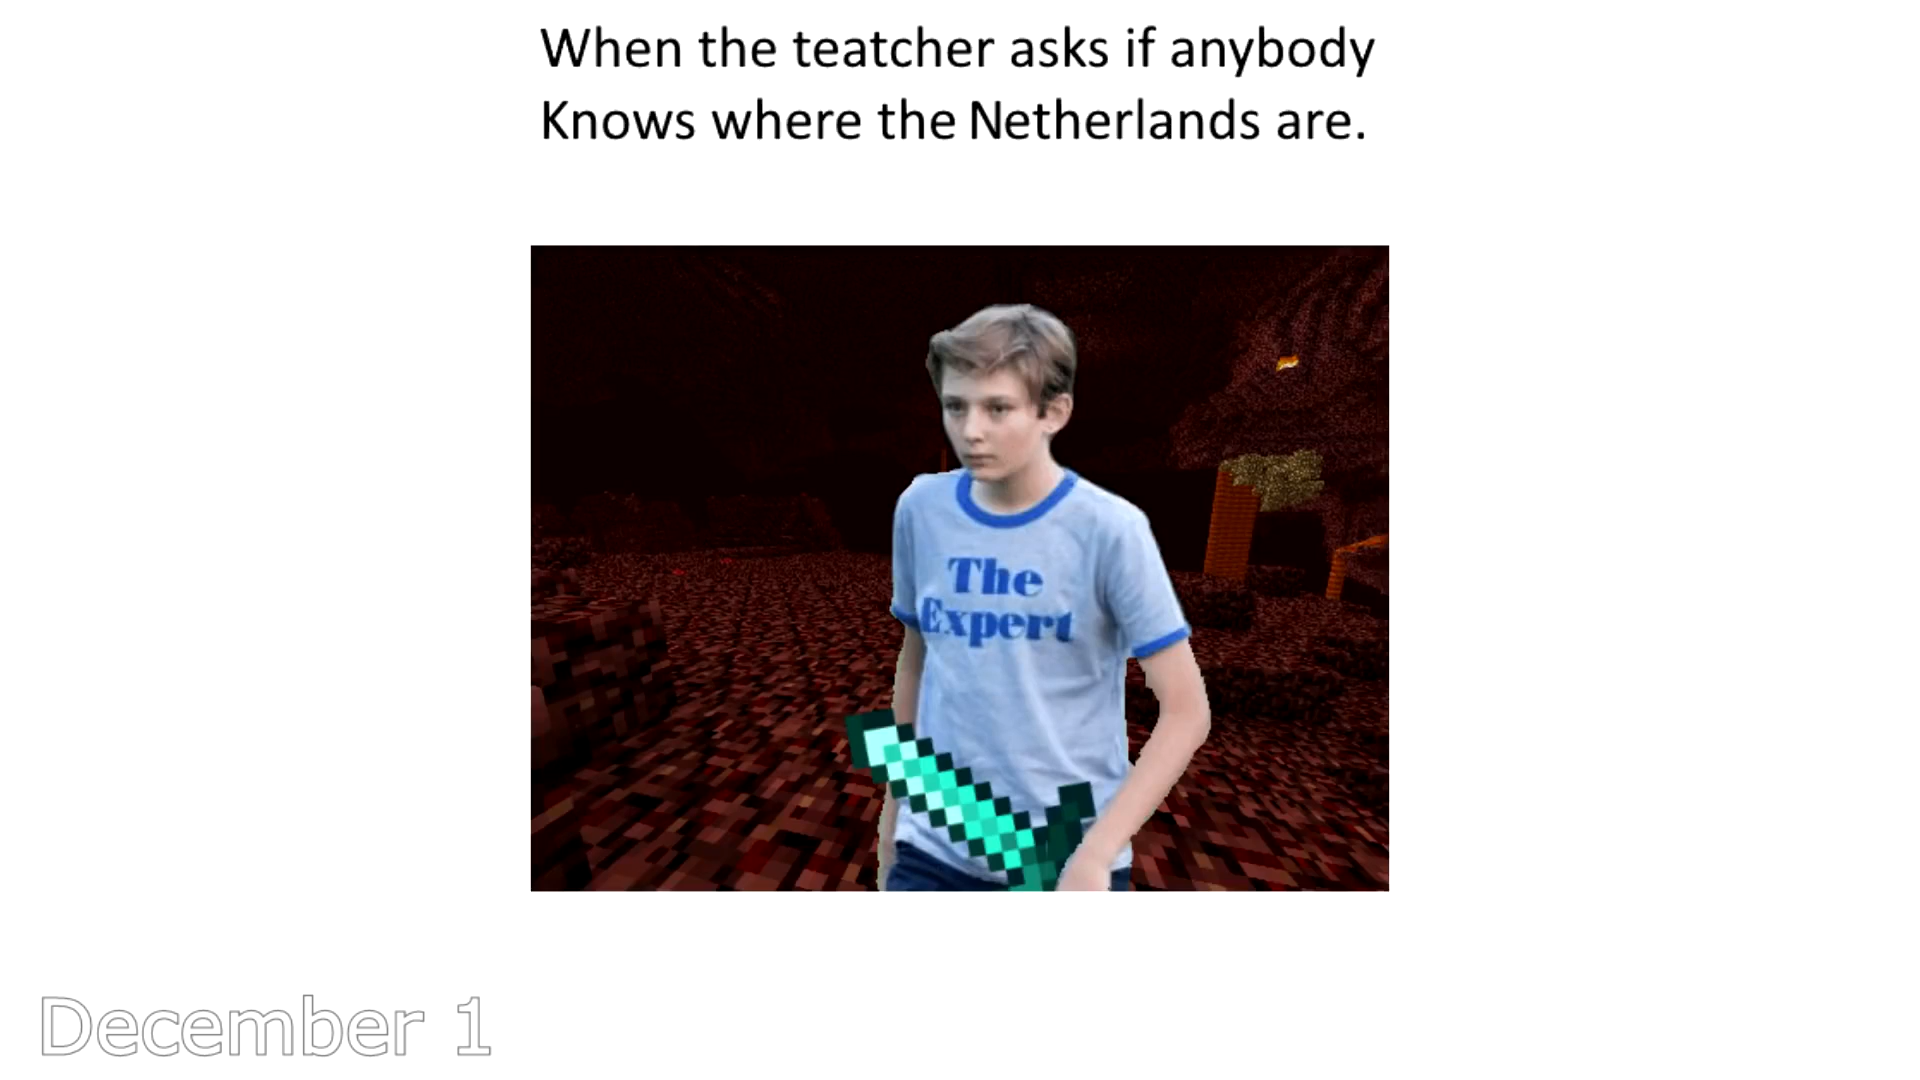 When the teatcher asks if anybody
Knows where the Netherlands are.
The
Expert
December 1